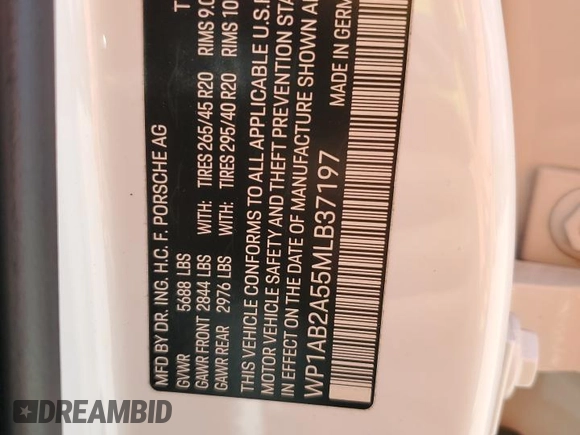 MFD BY DR. ING. H.C. F. PORSCHE AG
GVWR 5688 LBS
GAWR FRONT 2844 LBS WITH: TIRES 265/45 R20 RIMS
GAWR REAR 2976 LBS WITH: TIRES 295/40 R20 RIMS
THIS VEHICLE CONFORMS TO ALL APPLICABLE U.S.
MOTOR VEHICLE SAFETY AND THEFT PREVENTION
IN EFFECT ON THE DATE OF MANUFACTURE SHOWN
WP1AB2A55MLB37197 MADE IN
DREAMBID